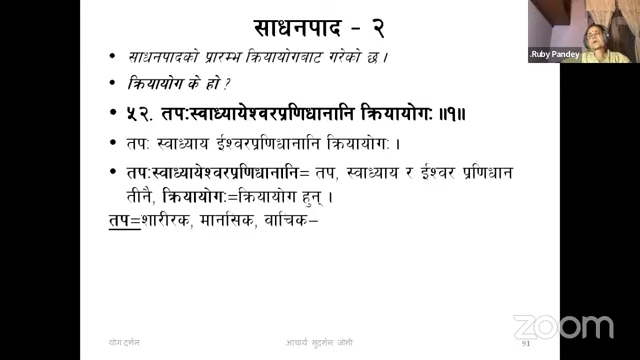 साधनपाद - २
• साधनपादको प्रारम्भ क्रियायोगबाट गरेको छ ।
• क्रियायोग के हो ?
• ५२. तपःस्वाध्यायेश्वरप्रणिधानानि क्रियायोगः ॥१॥
• तपः स्वाध्याय ईश्वरप्रणिधानानि क्रियायोगः ।
• तपःस्वाध्यायेश्वरप्रणिधानानि= तप, स्वाध्याय र ईश्वर प्रणिधान
तीनै, क्रियायोगः=क्रियायोग हुन् ।
तप=शारीरक, मानसिक, वाचिक–
योग दर्शन
आचार्य सुदर्शन जोशी
91
.Ruby Pandey
zoom